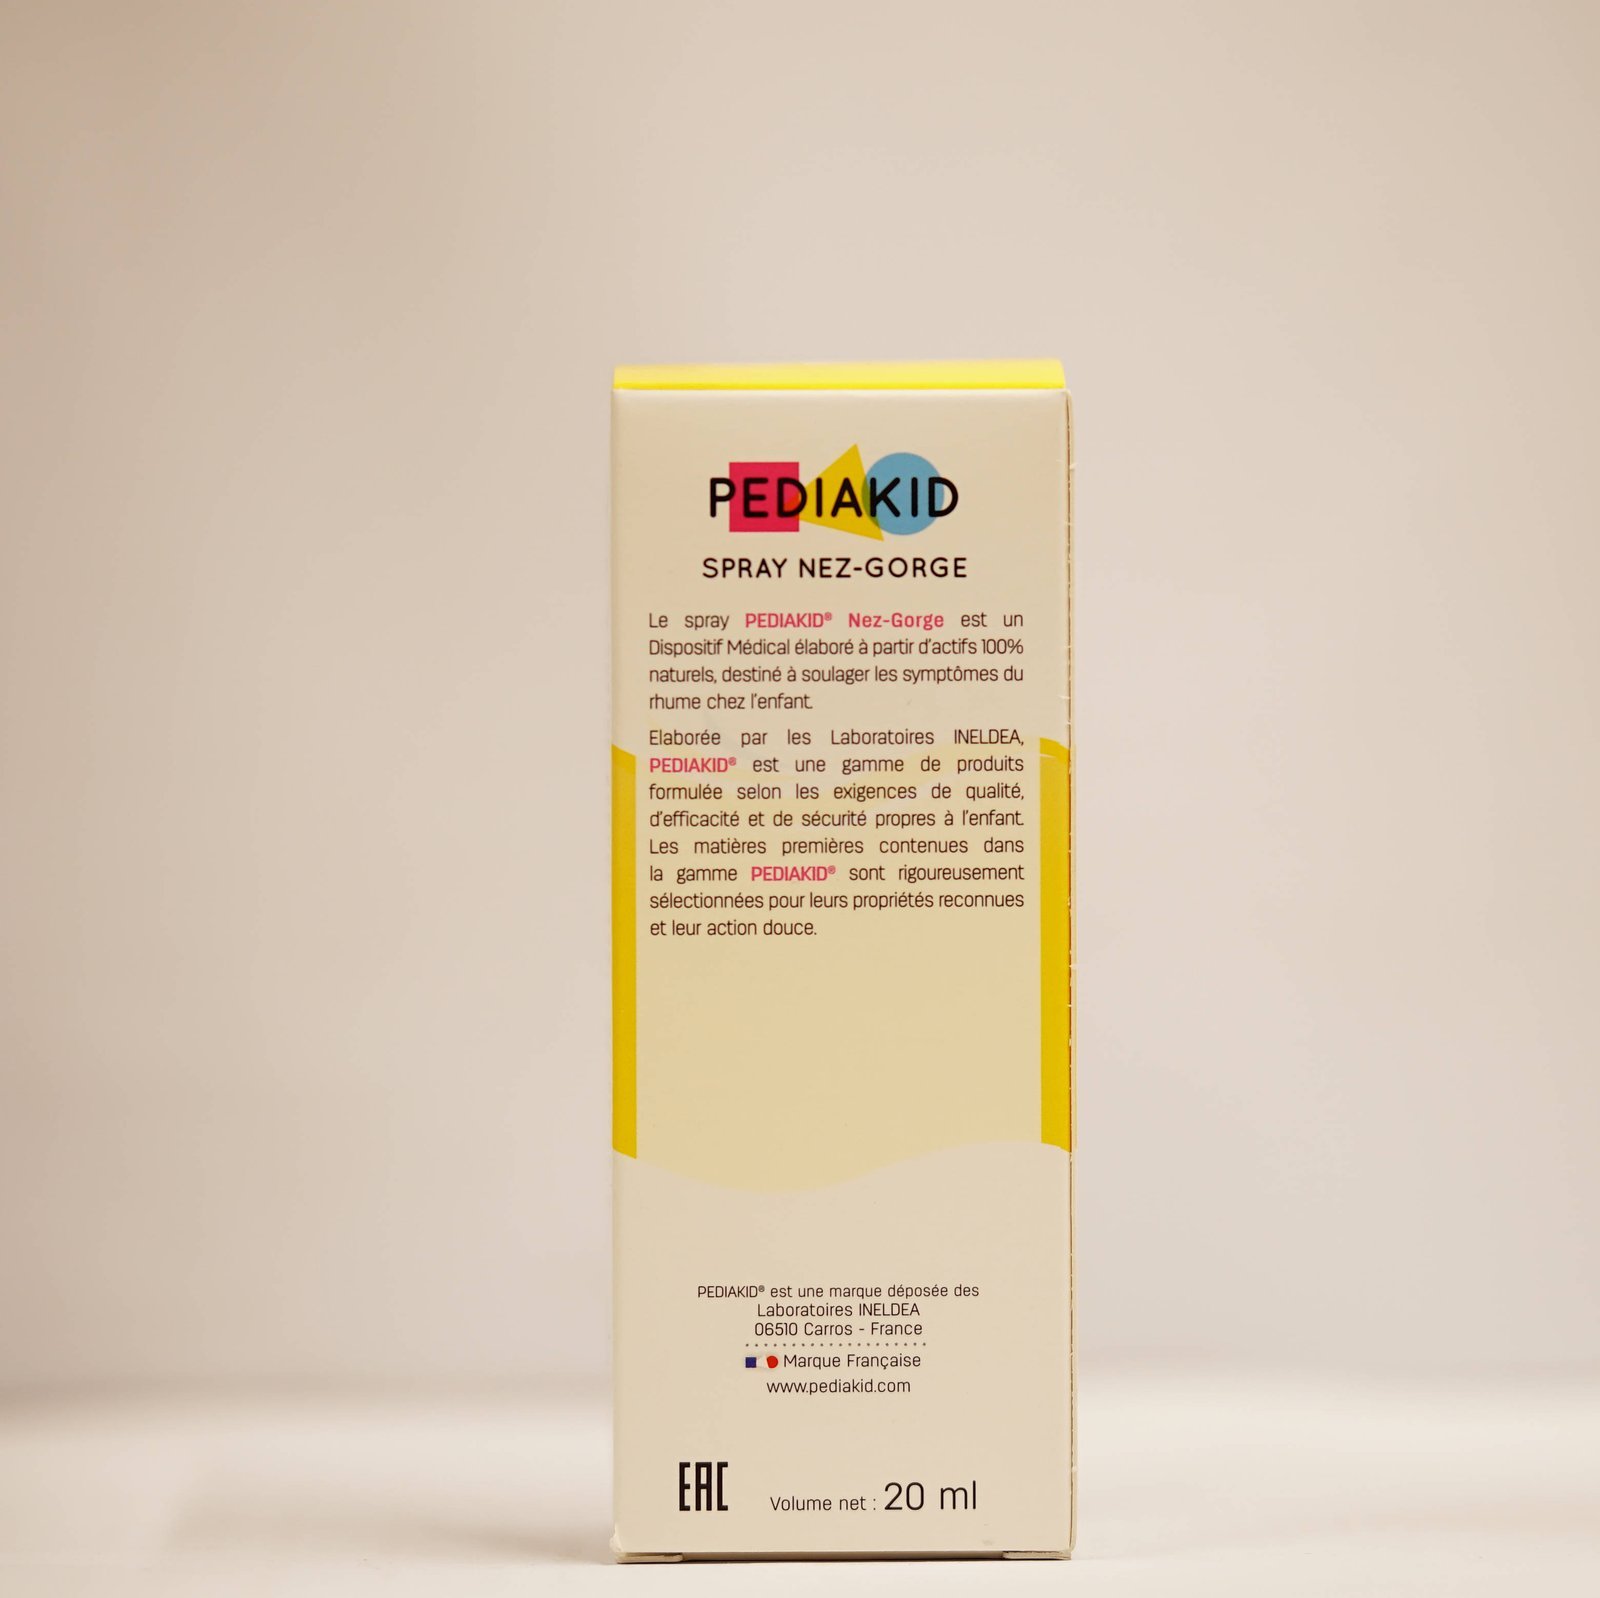 PEDIAKID
SPRAY NEZ-GORGE
Le spray PEDIAKID® Nez-Gorge est un
Dispositif Médical élaboré à partir d'actifs 100%
naturels, destiné à soulager les symptômes du
rhume chez l'enfant.
Elaborée par les Laboratoires INELDEA,
PEDIAKID® est une gamme de produits
formulée selon les exigences de qualité,
d'efficacité et de sécurité propres à l'enfant.
Les matières premières contenues dans
la gamme PEDIAKID® sont rigoureusement
sélectionnées pour leurs propriétés reconnues
et leur action douce.
PEDIAKID® est une marque déposée des
Laboratoires INELDEA
06510 Carros - France
Marque Française
www.pediakid.com
EAC
Volume net : 20 ml